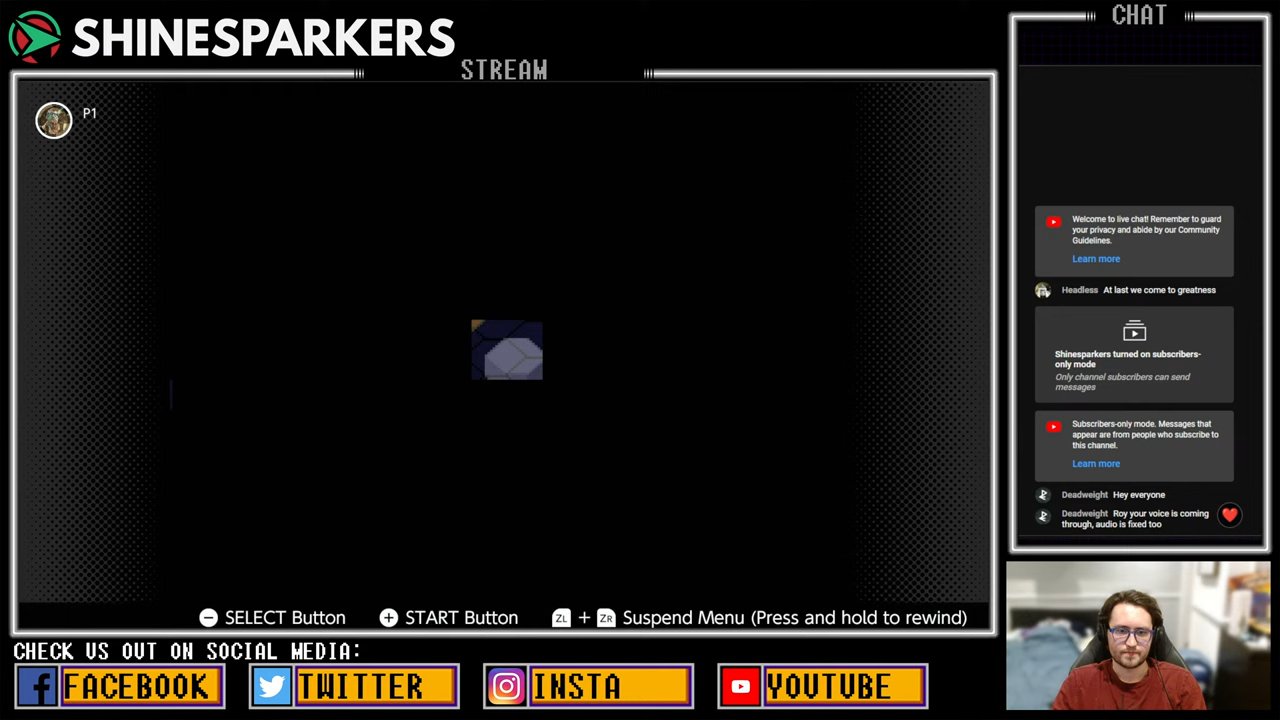 SHINESPARKERS
STREAM
CHAT
P1
Welcome to live chat! Remember to guard
your privacy and abide by our Community
Guidelines.
Learn more
Headless At last we come to greatness
Shinesparkers turned on subscribers-
only mode
Only channel subscribers can send
messages
Subscribers-only mode. Messages that
appear are from people who subscribe to
this channel.
Learn more
Deadweight Hey everyone
Deadweight Roy your voice is coming
through, audio is fixed too
SELECT Button
START Button
ZL + ZR Suspend Menu (Press and hold to rewind)
CHECK US OUT ON SOCIAL MEDIA:
FACEBOOK
TWITTER
INSTA
YOUTUBE